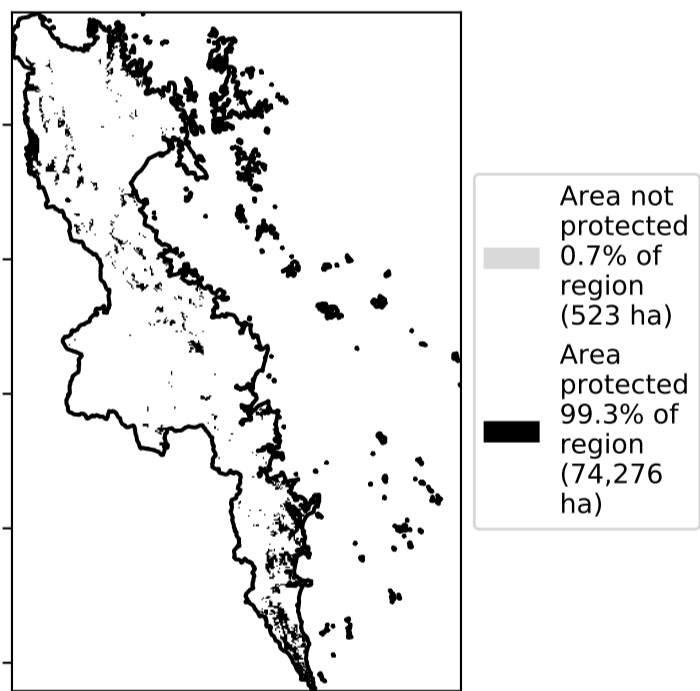 Area not
protected
0.7% of
region
(523 ha)
Area
protected
99.3% of
region
(74,276
ha)